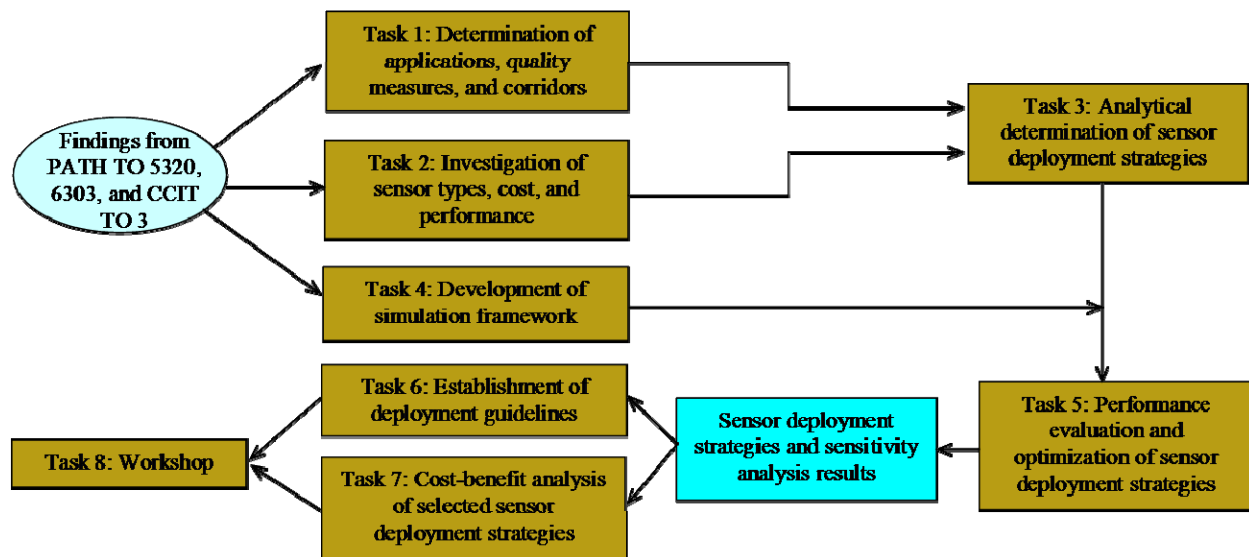 Findings from
PATH TO 5320,
6303, and CCIT
TO 3
Task 1: Determination of
applications, quality
measures, and corridors
Task 2: Investigation of
sensor types, cost, and
performance
Task 3: Analytical
determination of sensor
deployment strategies
Task 4: Development of
simulation framework
Task 5: Performance
evaluation and
optimization of sensor
deployment strategies
Sensor deployment
strategies and sensitivity
analysis results
Task 6: Establishment of
deployment guidelines
Task 7: Cost-benefit analysis
of selected sensor
deployment strategies
Task 8: Workshop